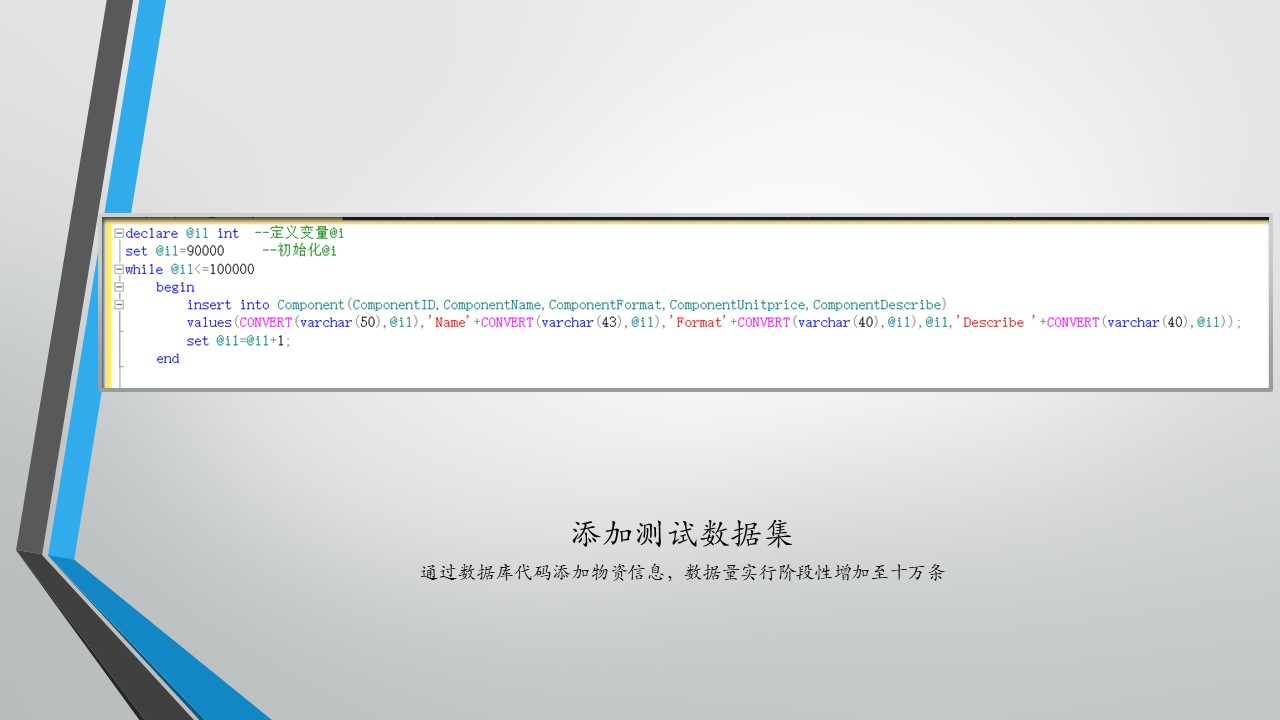 declare @i1 int  --定义变量@i
set @i1=90000     --初始化@i
while @i1<=100000
    begin
        insert into Component(ComponentID,ComponentName,ComponentFormat,ComponentUnitprice,ComponentDescribe)
        values(CONVERT(varchar(50),@i1),'Name'+CONVERT(varchar(43),@i1),'Format'+CONVERT(varchar(40),@i1),@i1,'Describe '+CONVERT(varchar(40),@i1));
        set @i1=@i1+1;
    end
添加测试数据集
通过数据库代码添加物资信息，数据量实行阶段性增加至十万条